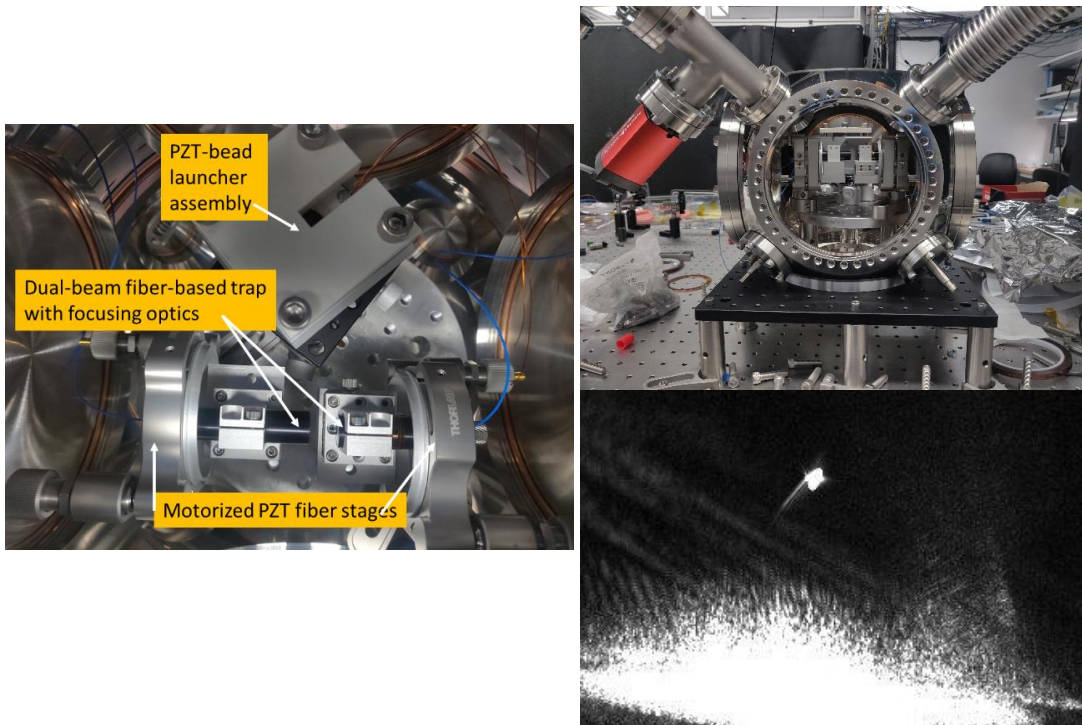 PZT-bead
launcher
assembly
Dual-beam fiber-based trap
with focusing optics
Motorized PZT fiber stages